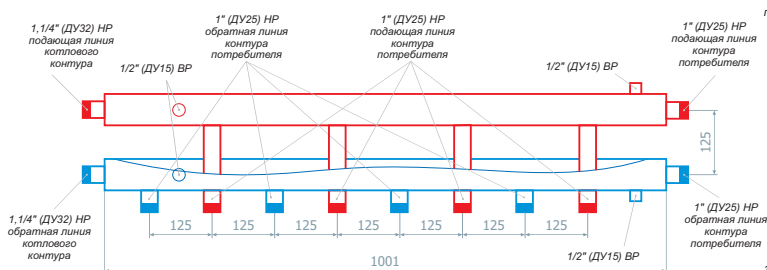 1,1/4" (ДУ32) НР
подающая линия
котлового
контура
1/2" (ДУ15) ВР
1" (ДУ25) НР
обратная линия
контура
потребителя
1" (ДУ25) НР
подающая линия
контура
потребителя
1/2" (ДУ15) ВР
1" (ДУ25) НР
подающая линия
контура
потребителя
125
1,1/4" (ДУ32) НР
обратная линия
котлового
контура
125
125
125
125
125
125
125
1/2" (ДУ15) ВР
1" (ДУ25) НР
обратная линия
контура
потребителя
1001